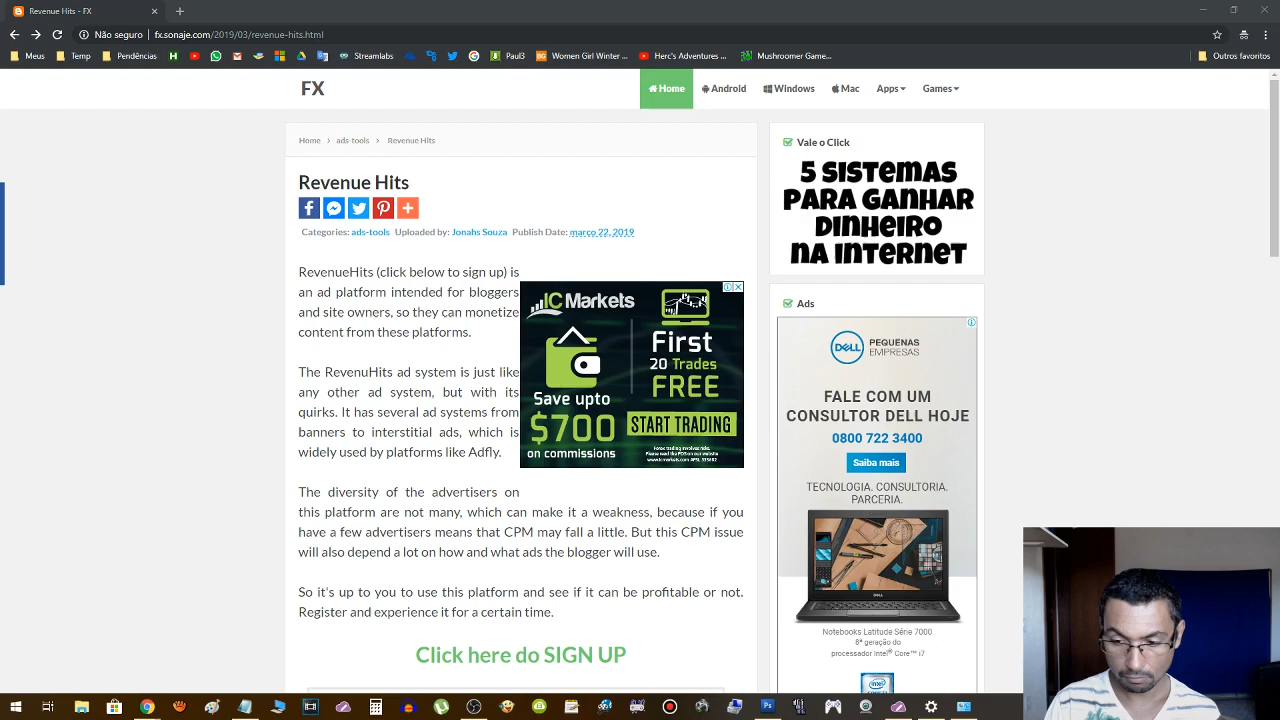 Revenue Hits - FX
Não seguro | fx.sonaje.com/2019/03/revenue-hits.html
Meus Temp Pendências Streamlabs Paul3 Women Girl Winter ... Herc's Adventures ... Mushroomer Game... Outros favoritos
FX
Home Android Windows Mac Apps Games
Home > ads-tools > Revenue Hits
Revenue Hits
Categories: ads-tools Uploaded by: Jonahs Souza Publish Date: março 22, 2019
RevenueHits (click below to sign up) is
an ad platform intended for bloggers
and site owners, so they can monetize
content from these platforms.
The RevenuHits ad system is just like
any other ad system, but with its
quirks. It has several ad systems from
banners to interstitial ads, which is
widely used by platforms like Adfly.
The diversity of the advertisers on
this platform are not many, which can make it a weakness, because if you
have a few advertisers means that CPM may fall a little. But this CPM issue
will also depend a lot on how and what ads the blogger will use.
So it's up to you to use this platform and see if it can be profitable or not.
Register and experience it for a certain time.
Click here do SIGN UP
IC Markets
Save upto
$700
on commissions
First
20 Trades
FREE
START TRADING
Forex trading involves risk.
Vale o Click
5 SISTEMAS
PARA GANHAR
DINHEIRO
NA INTERNET
Ads
DELL
PEQUENAS
EMPRESAS
FALE COM UM
CONSULTOR DELL HOJE
0800 722 3400
Saiba mais
TECNOLOGIA. CONSULTORIA.
PARCERIA.
DELL
Notebooks Latitude Série 7000
8ª geração do
processador Intel® Core™ i7